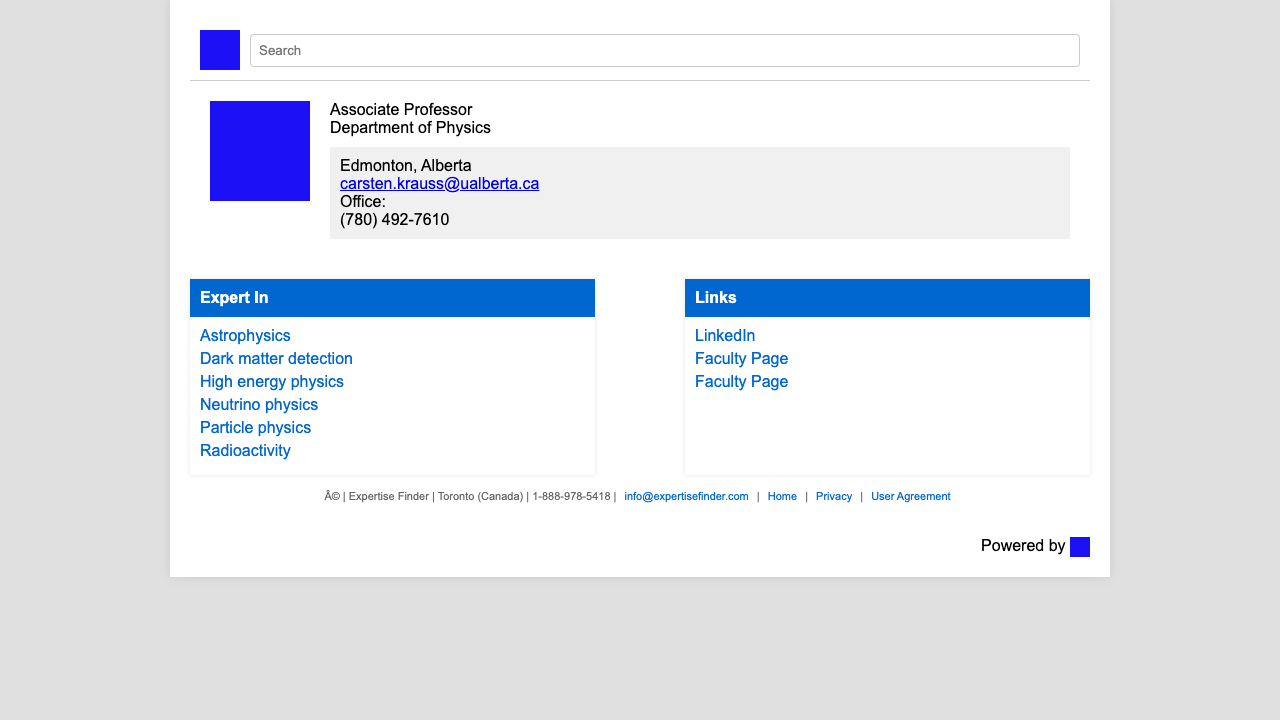 Search
Associate Professor
Department of Physics
Edmonton, Alberta
carsten.krauss@ualberta.ca
Office:
(780) 492-7610
Expert In
Astrophysics
Dark matter detection
High energy physics
Neutrino physics
Particle physics
Radioactivity
Links
LinkedIn
Faculty Page
Faculty Page
Â© | Expertise Finder | Toronto (Canada) | 1-888-978-5418 | info@expertisefinder.com | Home | Privacy | User Agreement
Powered by